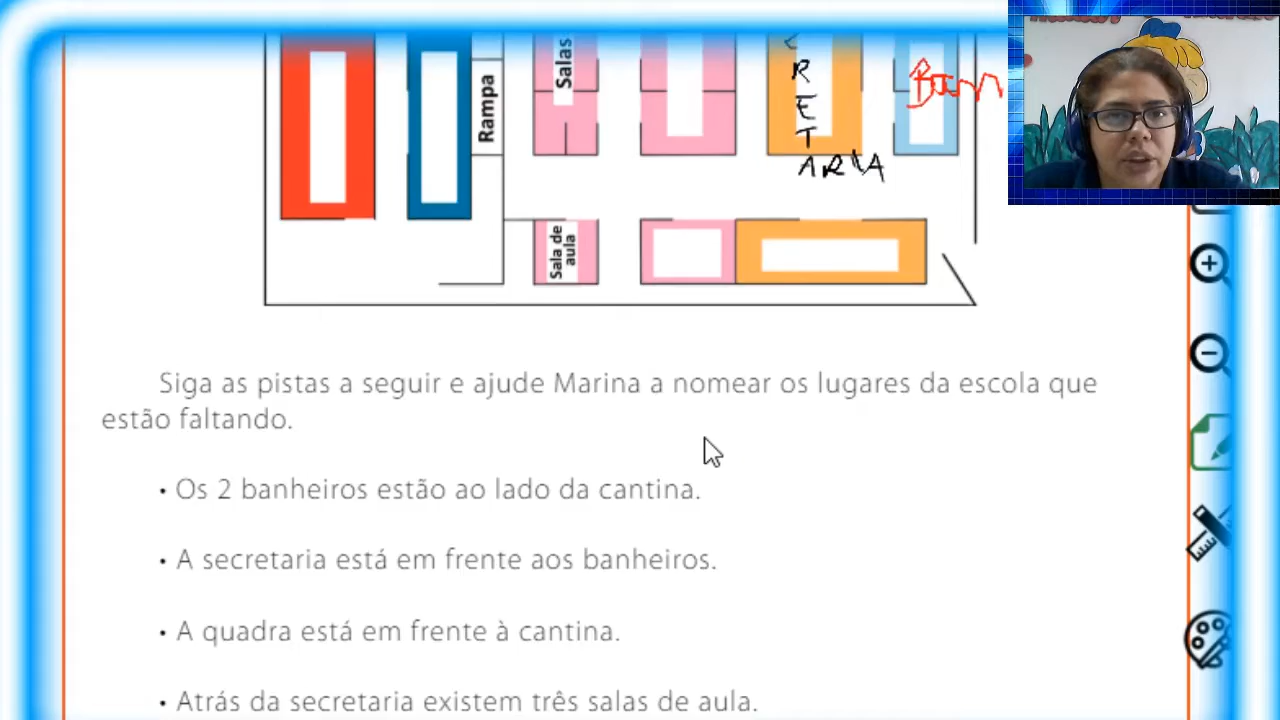 Salas
Rampa
C
R
E
T
ARIA
Bann
Sala de
aula
Siga as pistas a seguir e ajude Marina a nomear os lugares da escola que
estão faltando.
• Os 2 banheiros estão ao lado da cantina.
• A secretaria está em frente aos banheiros.
• A quadra está em frente à cantina.
• Atrás da secretaria existem três salas de aula.